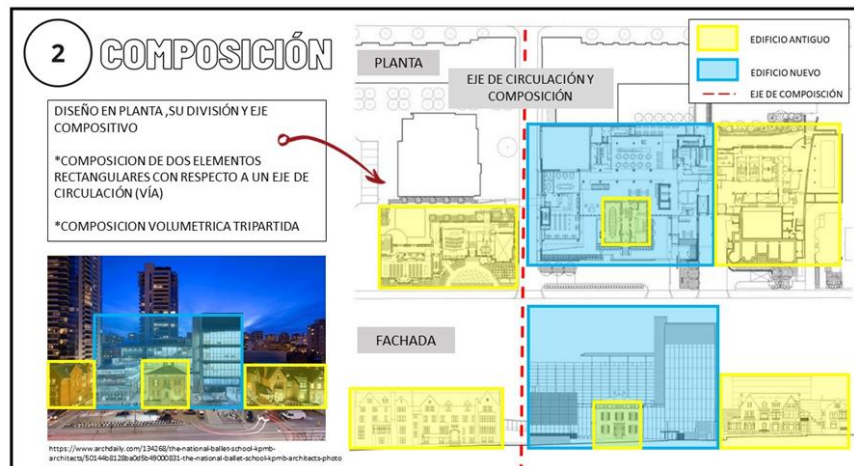 2
COMPOSICIÓN
DISEÑO EN PLANTA ,SU DIVISIÓN Y EJE
COMPOSITIVO
*COMPOSICION DE DOS ELEMENTOS
RECTANGULARES CON RESPECTO A UN EJE DE
CIRCULACIÓN (VÍA)
*COMPOSICION VOLUMETRICA TRIPARTIDA
https://www.archdaily.com/134268/the-national-ballet-school-kpmb-
architects/50144b8128ba0d5b49000831-the-national-ballet-school-kpmb-architects-photo
PLANTA
EJE DE CIRCULACIÓN Y
COMPOSICIÓN
EDIFICIO ANTIGUO
EDIFICIO NUEVO
EJE DE COMPOISCIÓN
FACHADA